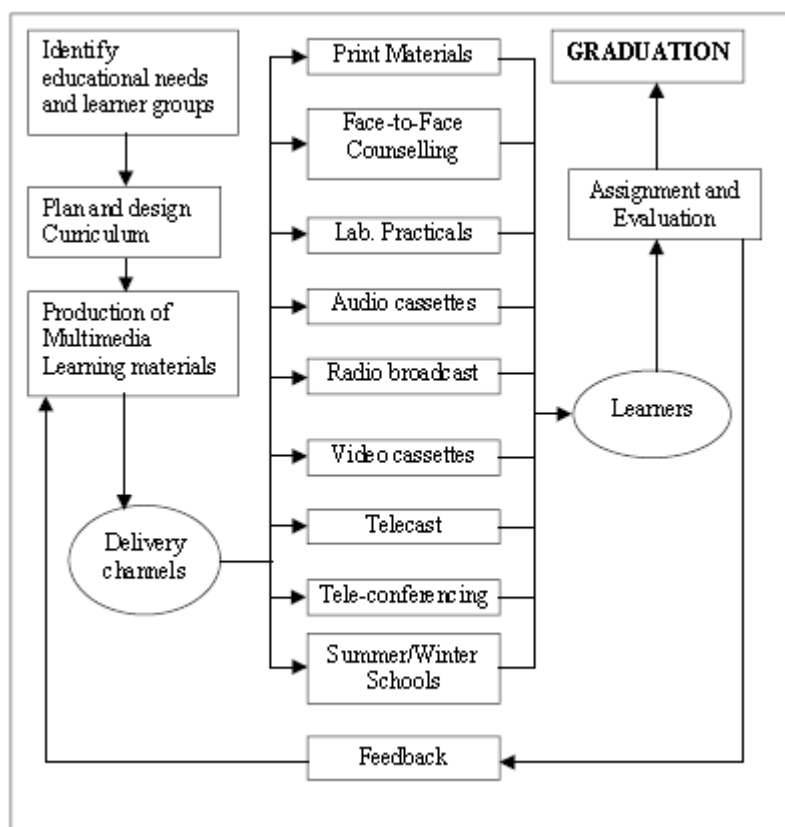 Identify
educational needs
and learner groups
Plan and design
Curriculum
Production of
Multimedia
Learning materials
Delivery
channels
Print Materials
Face-to-Face
Counselling
Lab. Practicals
Audio cassettes
Radio broadcast
Video cassettes
Telecast
Tele-conferencing
Summer/Winter
Schools
Feedback
GRADUATION
Assignment and
Evaluation
Learners